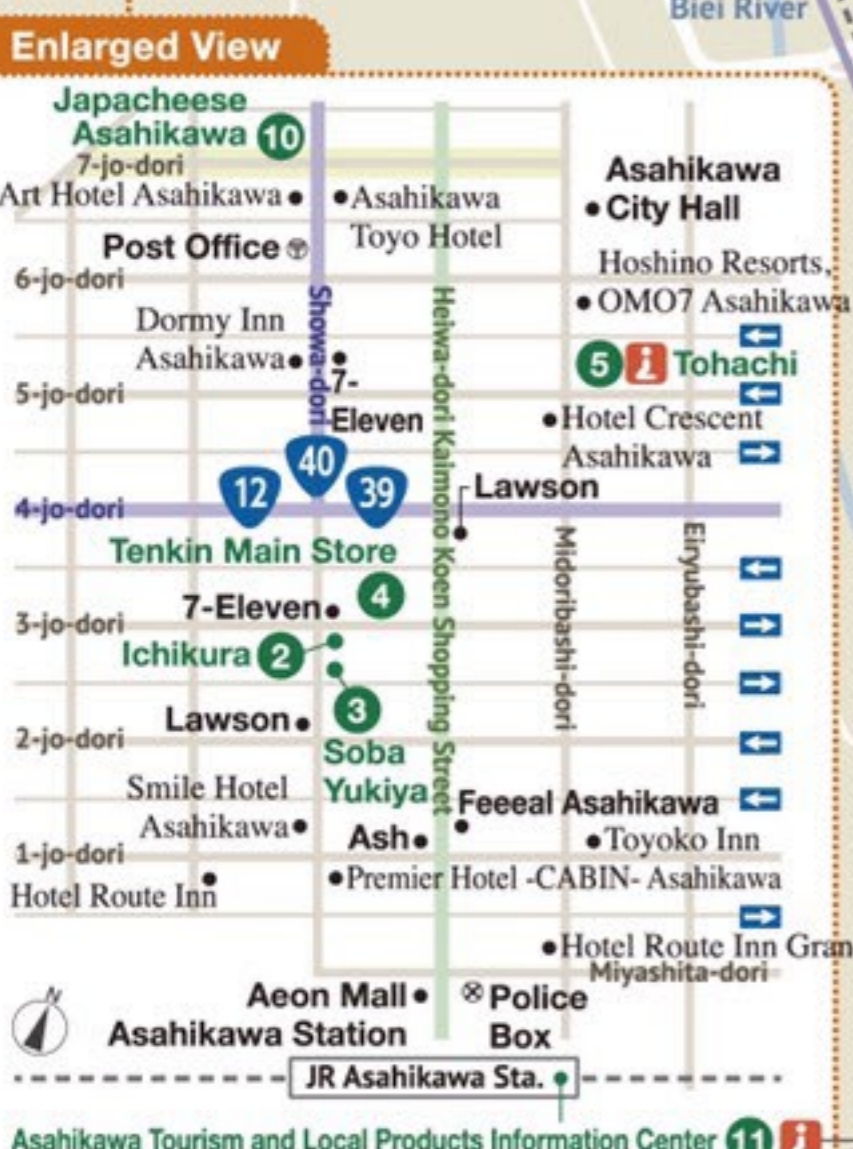 Biei River
Enlarged View
Japacheese
Asahikawa 10
7-jo-dori
Art Hotel Asahikawa
Asahikawa
Toyo Hotel
Asahikawa
City Hall
Post Office
6-jo-dori
Hoshino Resorts,
OMO7 Asahikawa
Showa-dori
Heiwa-dori Kaimono Koen Shopping Street
Dormy Inn
Asahikawa
7-
Eleven
5 i Tohachi
5-jo-dori
Hotel Crescent
Asahikawa
40
12
39
Lawson
4-jo-dori
Midoribashi-dori
Eiryubashi-dori
Tenkin Main Store
4
7-Eleven
3-jo-dori
Ichikura 2
3
Soba
Yukiya
Lawson
2-jo-dori
Smile Hotel
Asahikawa
Feeeal Asahikawa
Ash
Toyoko Inn
1-jo-dori
Premier Hotel -CABIN- Asahikawa
Hotel Route Inn
Hotel Route Inn Gran
Miyashita-dori
N
Aeon Mall
Asahikawa Station
Police
Box
JR Asahikawa Sta.
Asahikawa Tourism and Local Products Information Center 11 i